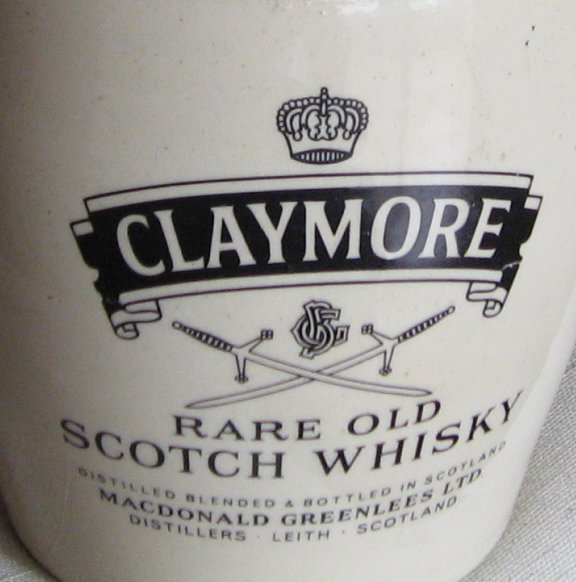 CLAYMORE
RARE OLD
SCOTCH WHISKY
DISTILLED BLENDED & BOTTLED IN SCOTLAND
MACDONALD GREENLEES LTD
DISTILLERS · LEITH · SCOTLAND